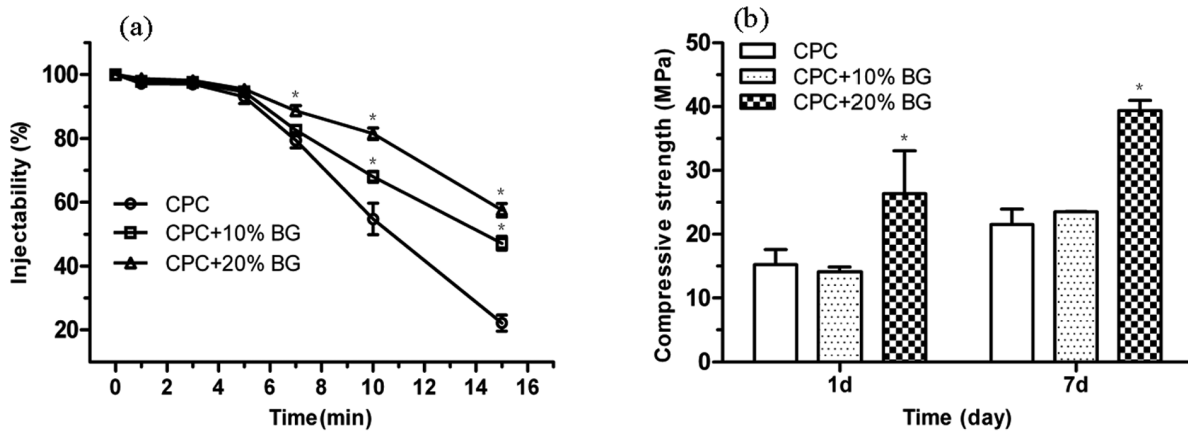 (a)
Injectability (%)
100
80
60
40
20
CPC
CPC+10% BG
CPC+20% BG
*
*
*
*
*
0 2 4 6 8 10 12 14 16
Time(min)
(b)
Compressive strength (MPa)
50
40
30
20
10
0
CPC
CPC+10% BG
CPC+20% BG
*
*
1d 7d
Time (day)